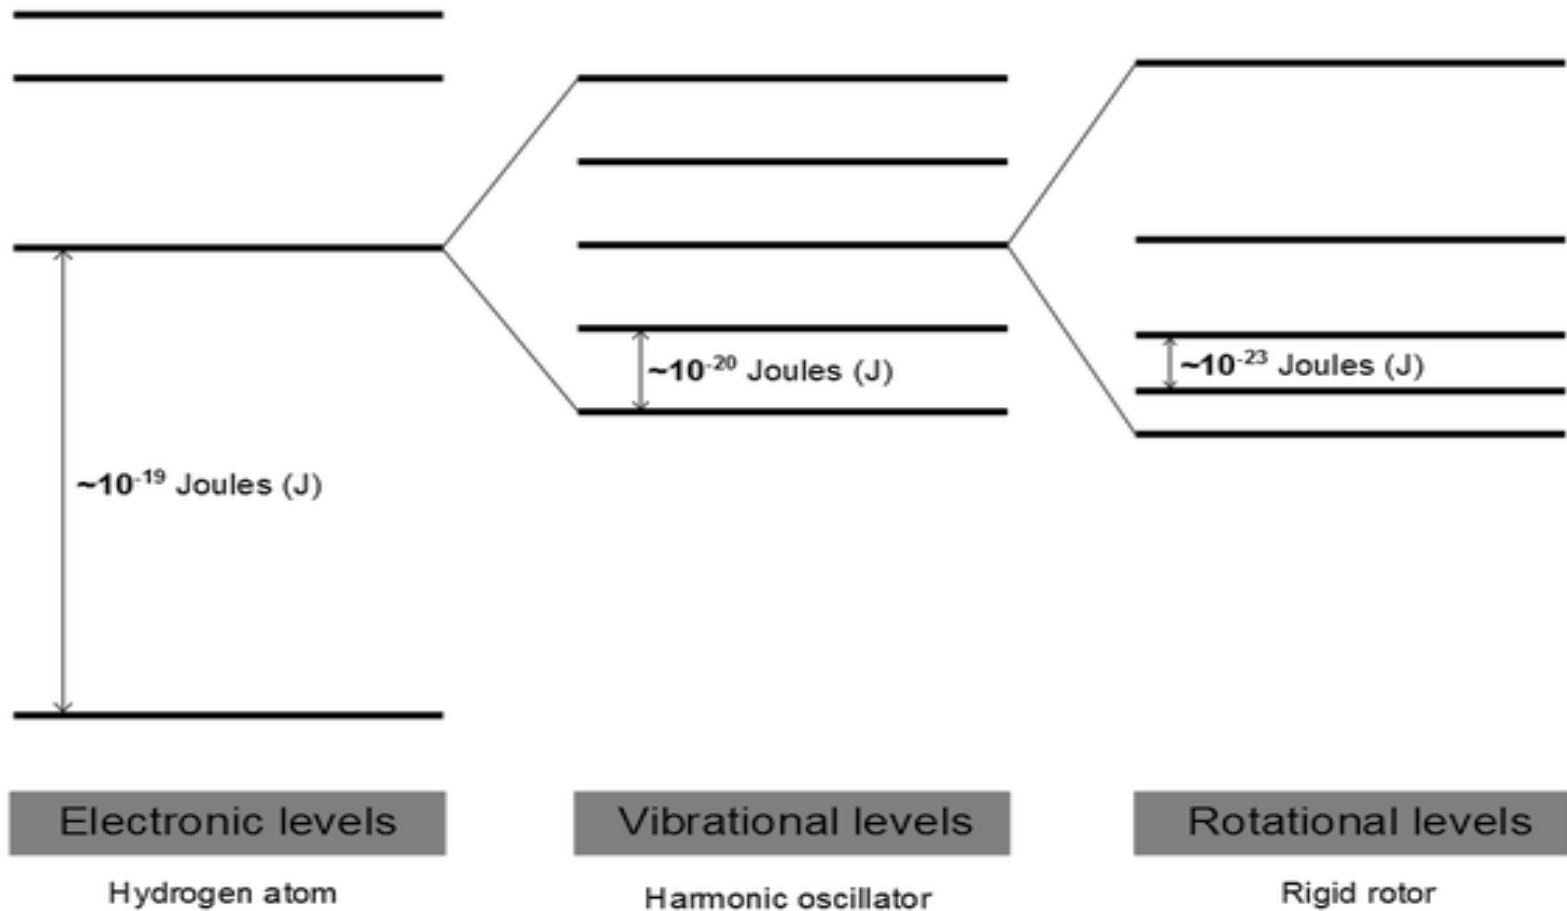 ~10⁻²⁰ Joules (J)
~10⁻²³ Joules (J)
~10⁻¹⁹ Joules (J)
Electronic levels
Vibrational levels
Rotational levels
Hydrogen atom
Harmonic oscillator
Rigid rotor